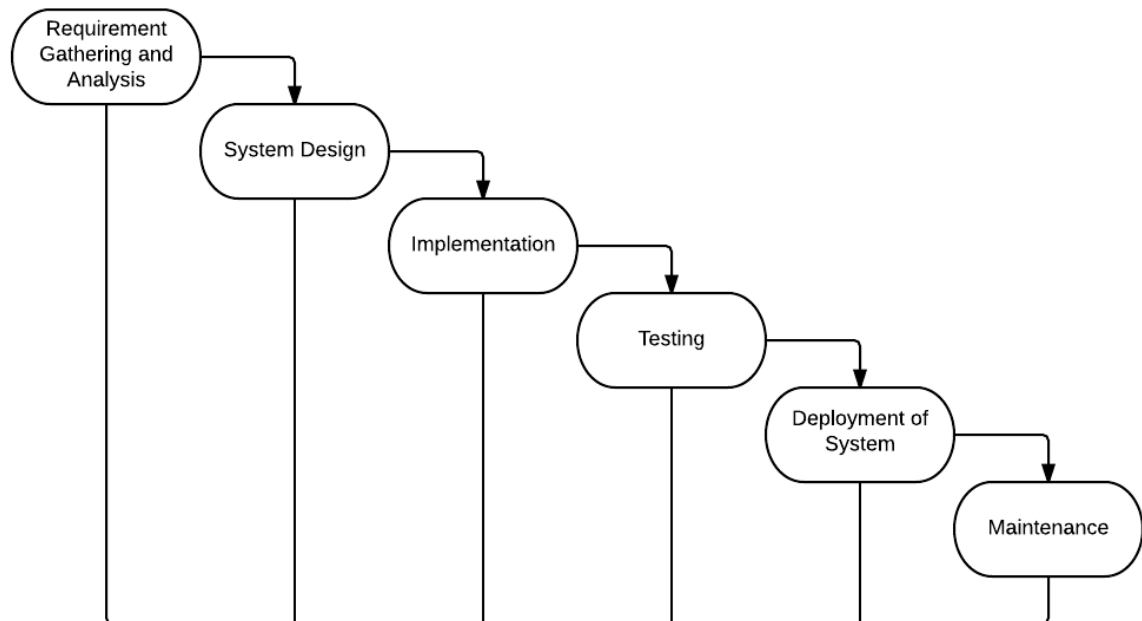 Requirement
Gathering and
Analysis
System Design
Implementation
Testing
Deployment of
System
Maintenance